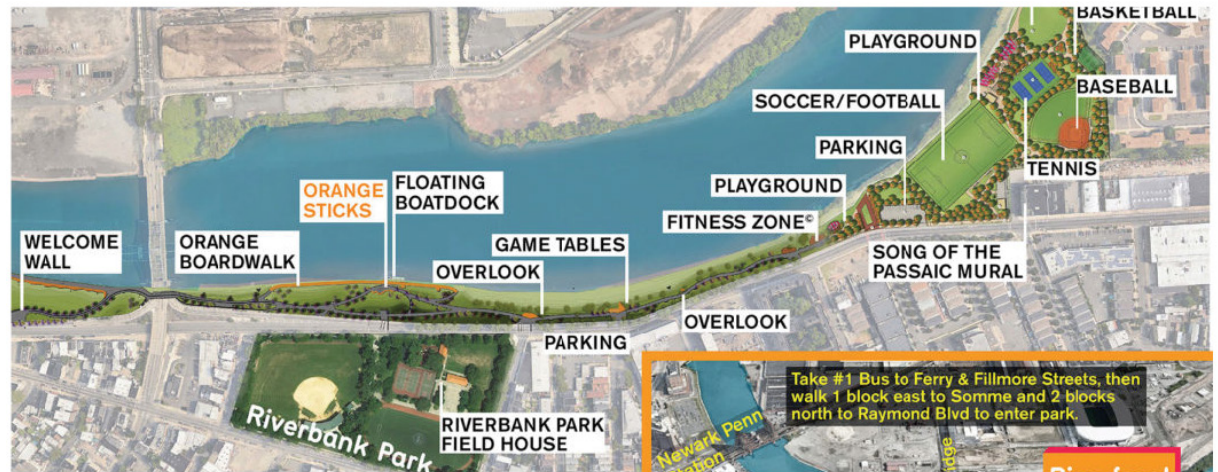 BASKETBALL
PLAYGROUND
SOCCER/FOOTBALL
BASEBALL
PARKING
TENNIS
PLAYGROUND
FITNESS ZONE©
SONG OF THE
PASSAIC MURAL
ORANGE
STICKS
FLOATING
BOATDOCK
WELCOME
WALL
ORANGE
BOARDWALK
GAME TABLES
OVERLOOK
OVERLOOK
PARKING
Riverbank Park
RIVERBANK PARK
FIELD HOUSE
Take #1 Bus to Ferry & Fillmore Streets, then
walk 1 block east to Somme and 2 blocks
north to Raymond Blvd to enter park.
Newark Penn
Station